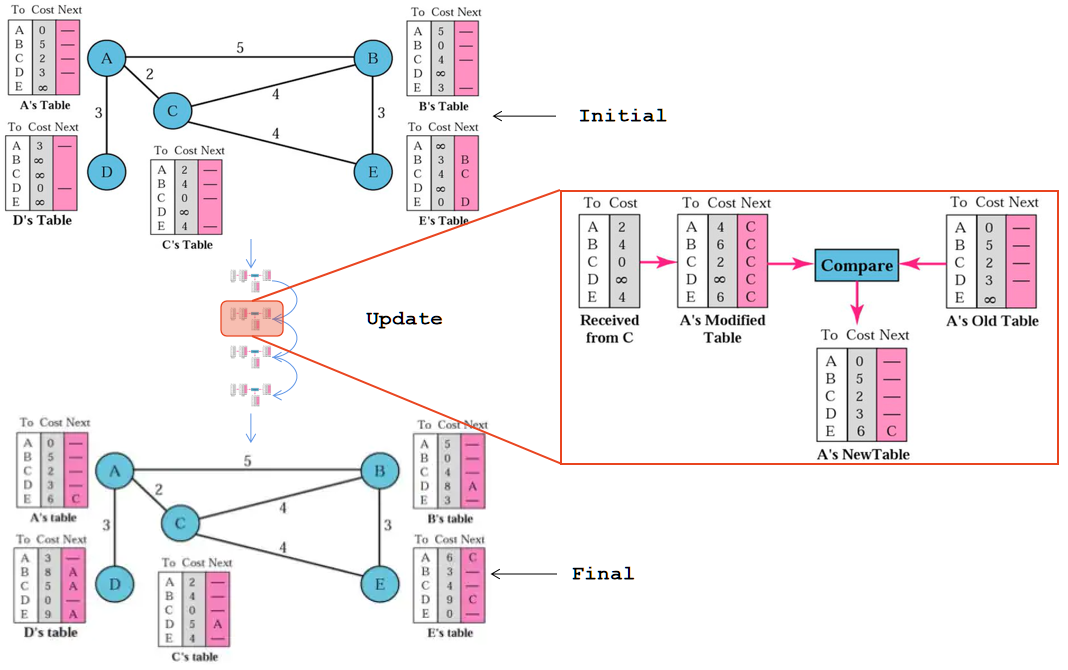 To Cost Next
A 0 —
B 5 —
C 2 —
D 3 —
E ∞
A's Table
To Cost Next
A 5 —
B 0 —
C 4 —
D ∞
E 3 —
B's Table
To Cost Next
A 3 —
B ∞
C ∞
D 0 —
E ∞
D's Table
To Cost Next
A 2 —
B 4 —
C 0 —
D ∞
E 4 —
C's Table
To Cost Next
A ∞
B 3 B
C 4 C
D ∞
E 0 D
E's Table
A
B
C
D
E
5
2
4
3
3
4
Initial
Update
To Cost
A 2
B 4
C 0
D ∞
E 4
Received
from C
To Cost Next
A 4 C
B 6 C
C 2 C
D ∞ C
E 6 C
A's Modified
Table
Compare
To Cost Next
A 0 —
B 5 —
C 2 —
D 3 —
E ∞
A's Old Table
To Cost Next
A 0 —
B 5 —
C 2 —
D 3 —
E 6 C
A's NewTable
To Cost Next
A 0 —
B 5 —
C 2 —
D 3 —
E 6 C
A's table
To Cost Next
A 5 —
B 0 —
C 4 —
D 8 A
E 3 —
B's table
To Cost Next
A 3 —
B 8 A
C 5 A
D 0 —
E 9 A
D's table
To Cost Next
A 2 —
B 4 —
C 0 —
D 5 A
E 4 —
C's table
To Cost Next
A 6 C
B 3 —
C 4 —
D 9 C
E 0 —
E's table
A
B
C
D
E
5
2
4
3
3
4
Final